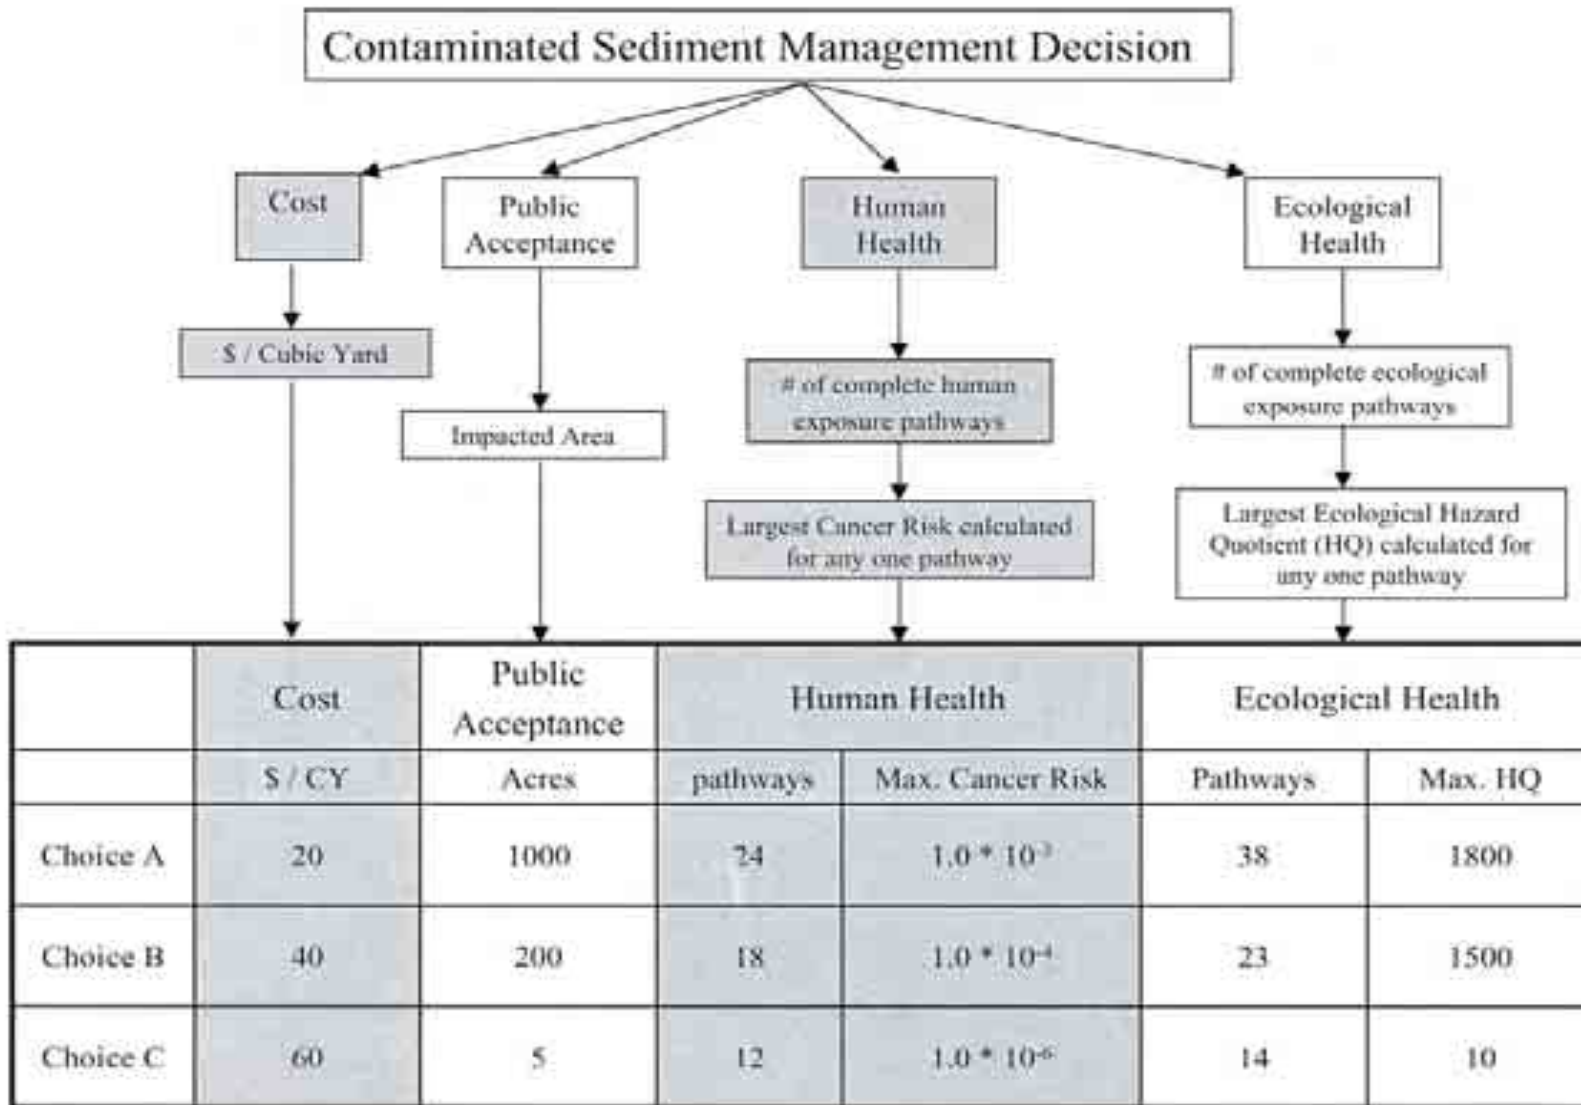 Contaminated Sediment Management Decision
Cost
Public
Acceptance
Human
Health
Ecological
Health
$ / Cubic Yard
Impacted Area
# of complete human
exposure pathways
# of complete ecological
exposure pathways
Largest Cancer Risk calculated
for any one pathway
Largest Ecological Hazard
Quotient (HQ) calculated for
any one pathway
Cost
Public
Acceptance
Human Health
Ecological Health
$ / CY Acres pathways Max. Cancer Risk Pathways Max. HQ
Choice A 20 1000 24 1.0 * 10 38 1800
Choice B 40 200 18 1.0 * 10⁻⁴ 23 1500
Choice C 60 5 12 1.0 * 10⁻⁶ 14 10